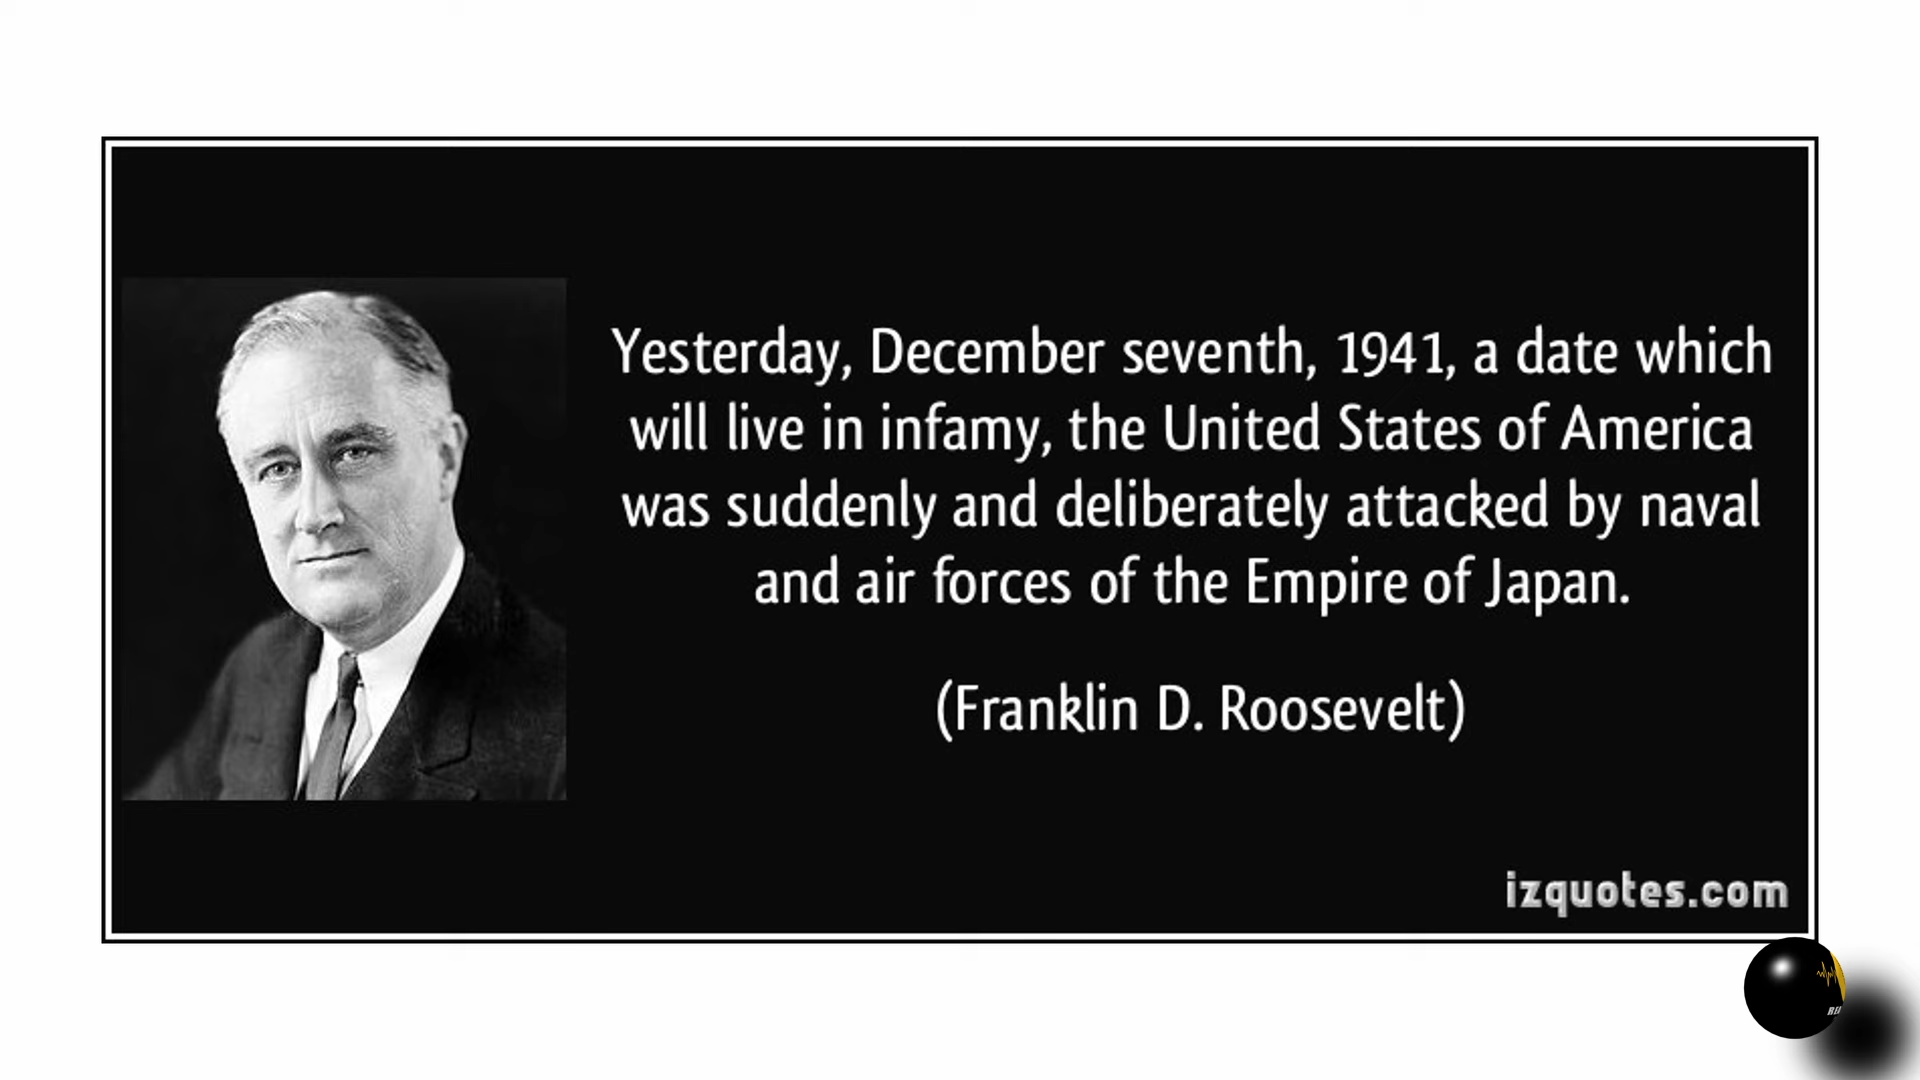 Yesterday, December seventh, 1941, a date which
will live in infamy, the United States of America
was suddenly and deliberately attacked by naval
and air forces of the Empire of Japan.
(Franklin D. Roosevelt)
izquotes.com